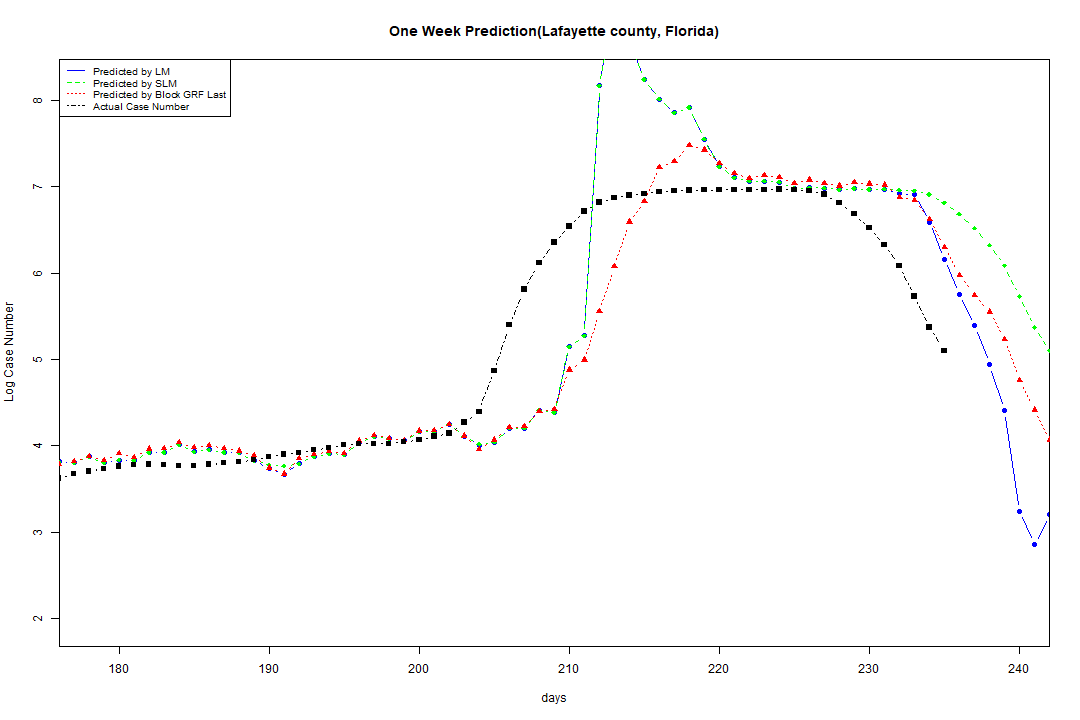 One Week Prediction(Lafayette county, Florida)
Predicted by LM
Predicted by SLM
Predicted by Block GRF Last
Actual Case Number
8
7
6
5
4
3
2
Log Case Number
180 190 200 210 220 230 240
days